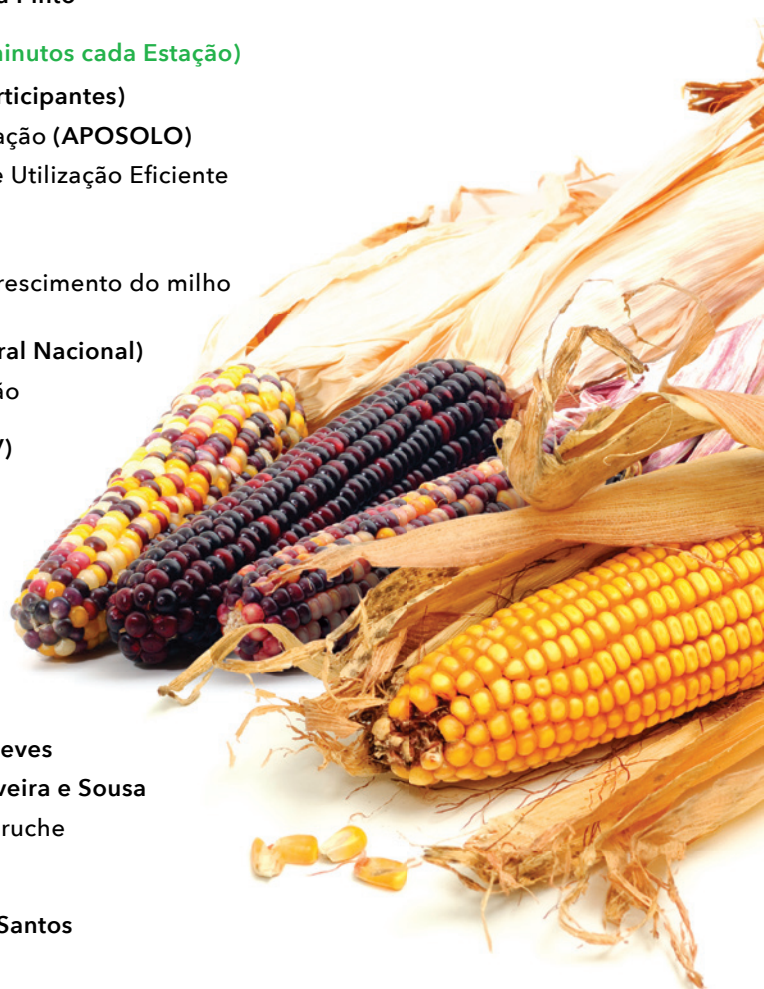 Pinto
minutos cada Estação)
rticipantes)
ação (APOSOLO)
e Utilização Eficiente
rescimento do milho
ral Nacional)
ão
)
eves
veira e Sousa
ruche
Santos